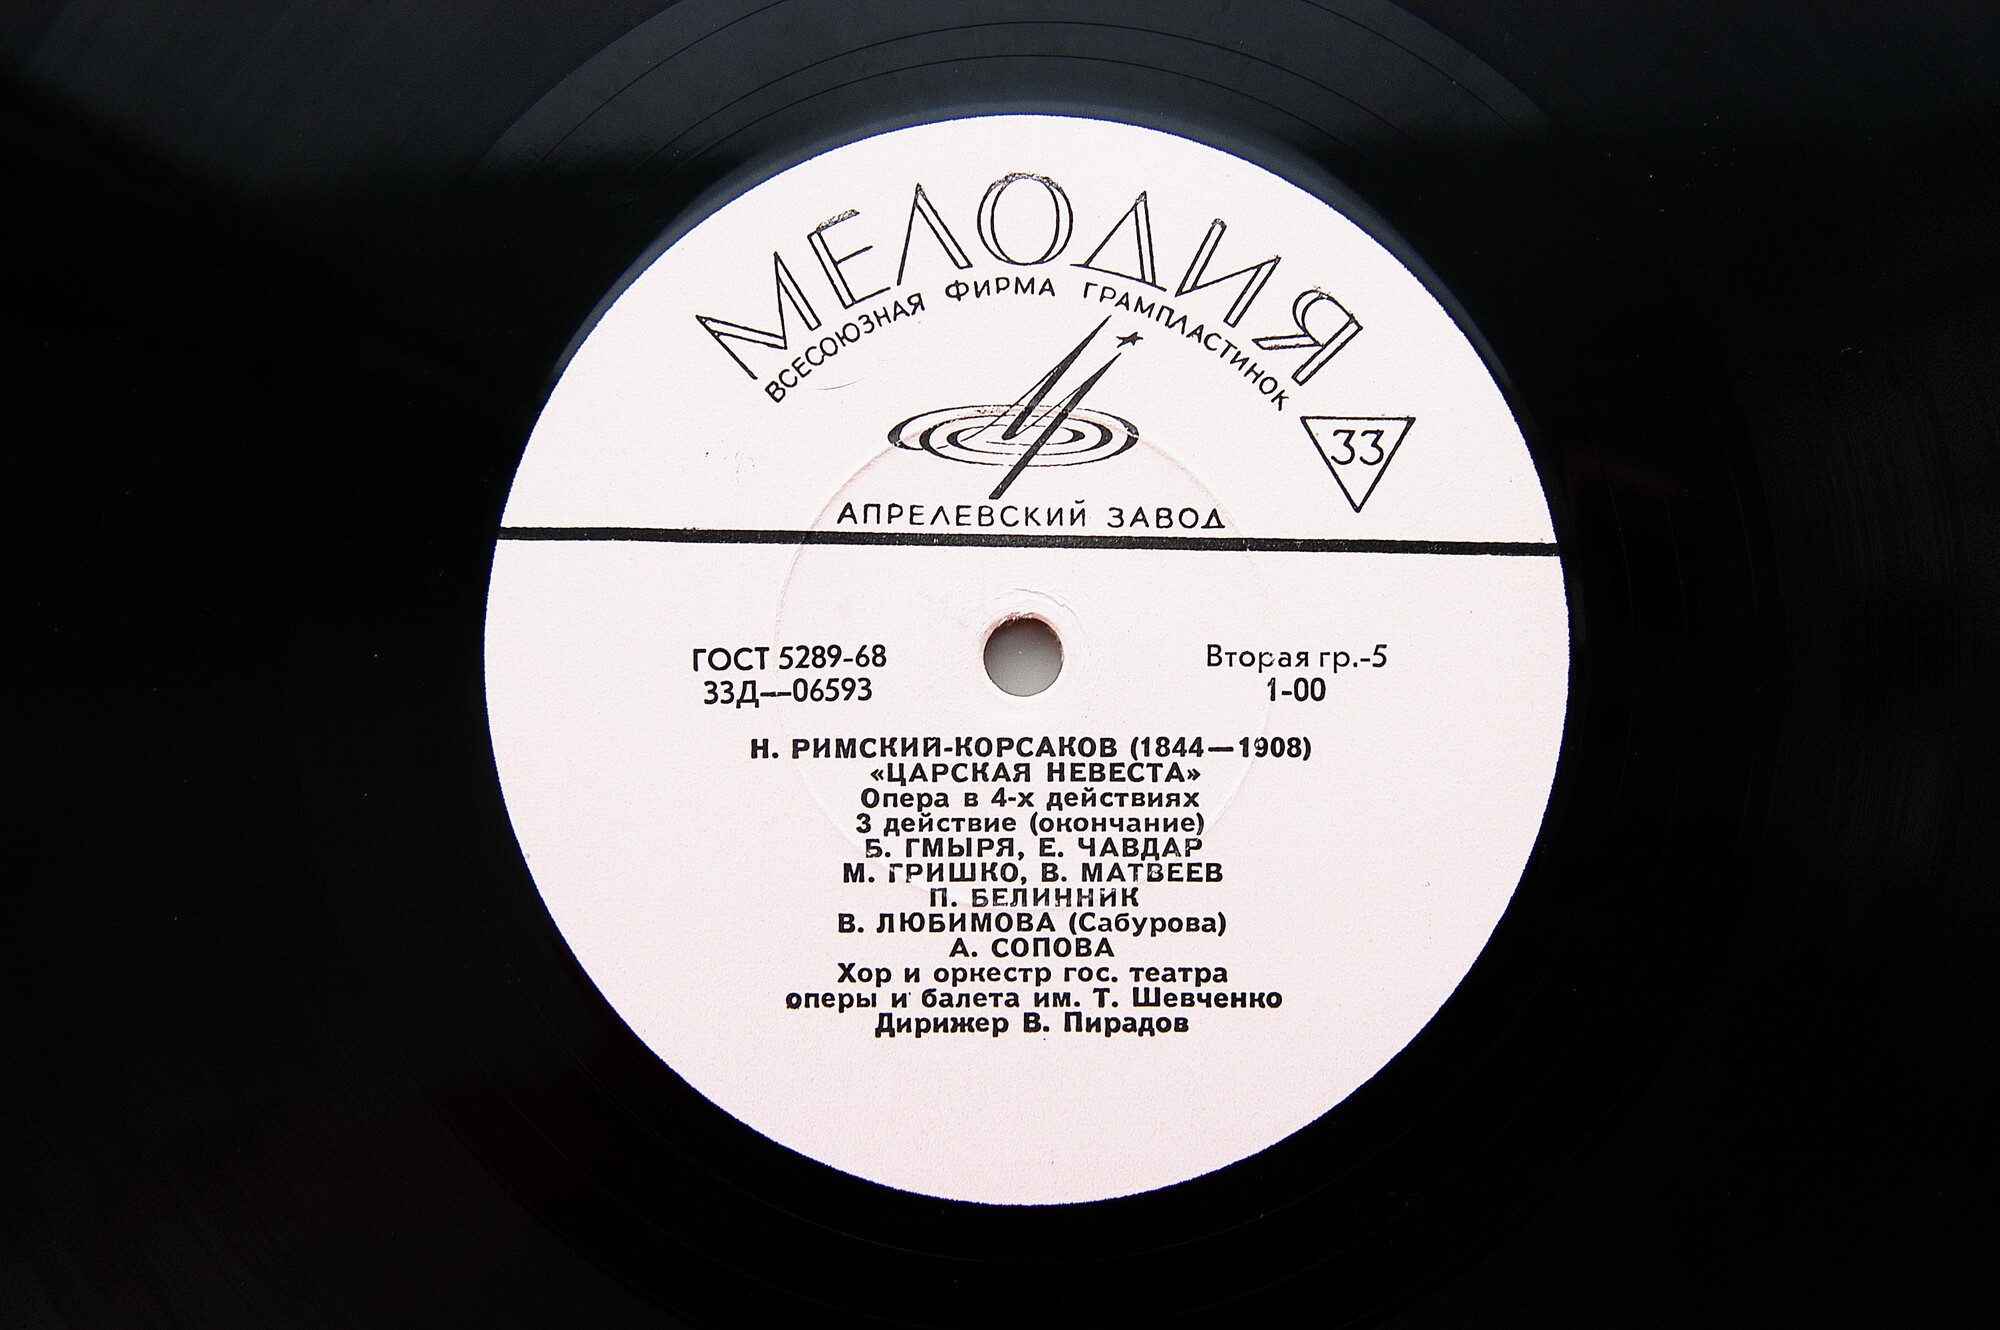 МЕЛОДИЯ
ВСЕСОЮЗНАЯ ФИРМА ГРАМПЛАСТИНОК
33
АПРЕЛЕВСКИЙ ЗАВОД
ГОСТ 5289-68
33Д—06593
Вторая гр.-5
1-00
Н. РИМСКИЙ-КОРСАКОВ (1844—1908)
«ЦАРСКАЯ НЕВЕСТА»
Опера в 4-х действиях
3 действие (окончание)
Б. ГМЫРЯ, Е. ЧАВДАР
М. ГРИШКО, В. МАТВЕЕВ
П. БЕЛИННИК
В. ЛЮБИМОВА (Сабурова)
А. СОПОВА
Хор и оркестр гос. театра
оперы и балета им. Т. Шевченко
Дирижер В. Пирадов